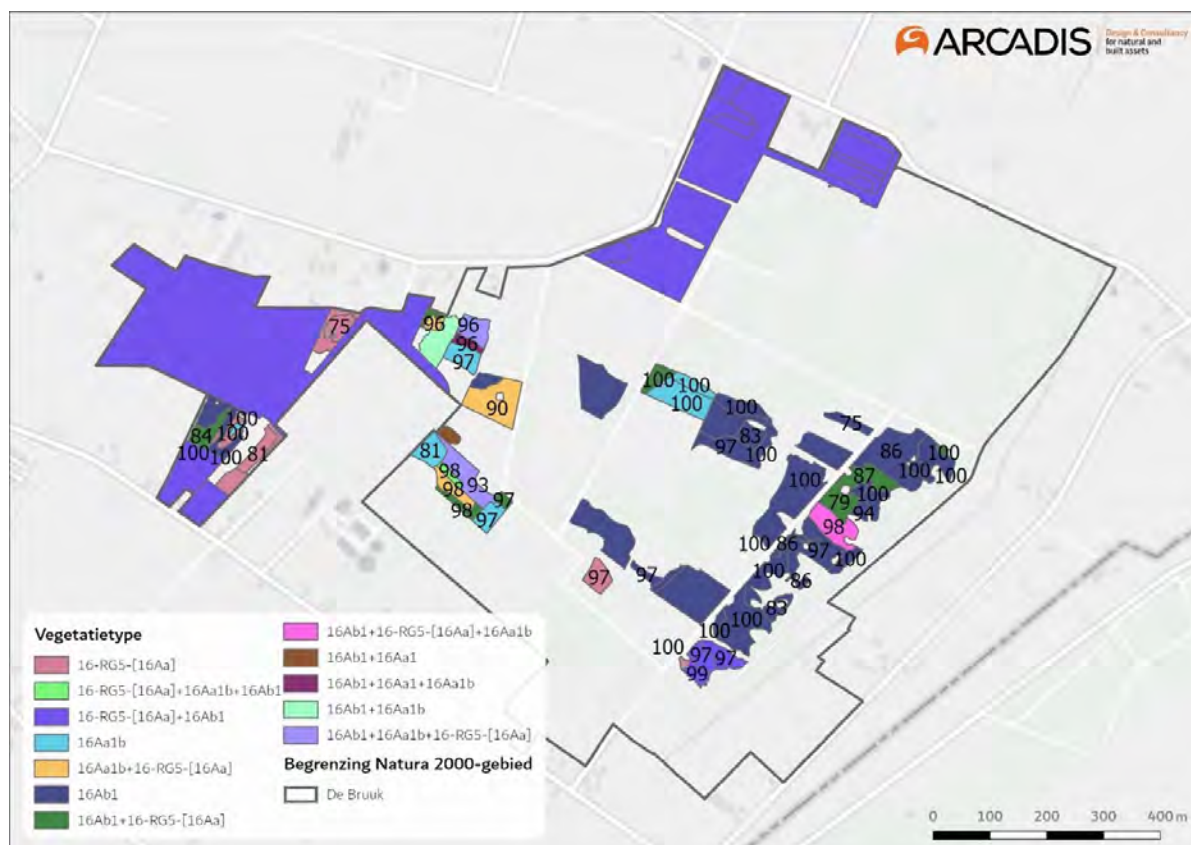 ARCADIS
Design & Consultancy
for natural and
built assets
96
96
75
96
97
90
100
100
100
100
75
83
97
100
86
100
100
100
84
100
100
100
81
81
98
93
98
98
97
97
100
87
100
79
94
98
100
86
97
100
100
86
97
97
83
100
100
100
97
97
99
Vegetatietype
16-RG5-[16Aa]
16-RG5-[16Aa]+16Aa1b+16Ab1
16-RG5-[16Aa]+16Ab1
16Aa1b
16Aa1b+16-RG5-[16Aa]
16Ab1
16Ab1+16-RG5-[16Aa]
16Ab1+16-RG5-[16Aa]+16Aa1b
16Ab1+16Aa1
16Ab1+16Aa1+16Aa1b
16Ab1+16Aa1b
16Ab1+16Aa1b+16-RG5-[16Aa]
Begrenzing Natura 2000-gebied
De Bruuk
0 100 200 300 400 m